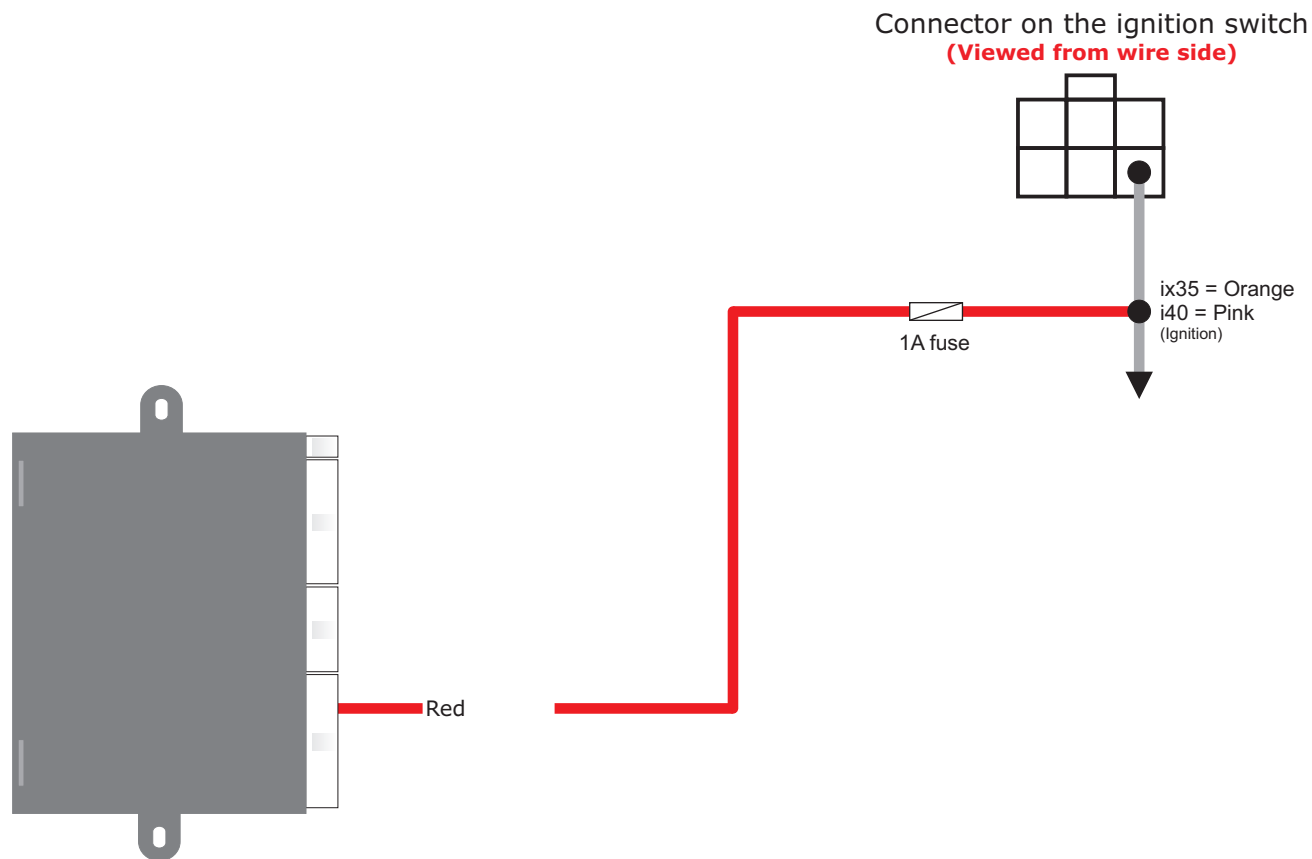 Connector on the ignition switch
(Viewed from wire side)
ix35 = Orange
i40 = Pink
(Ignition)
1A fuse
Red